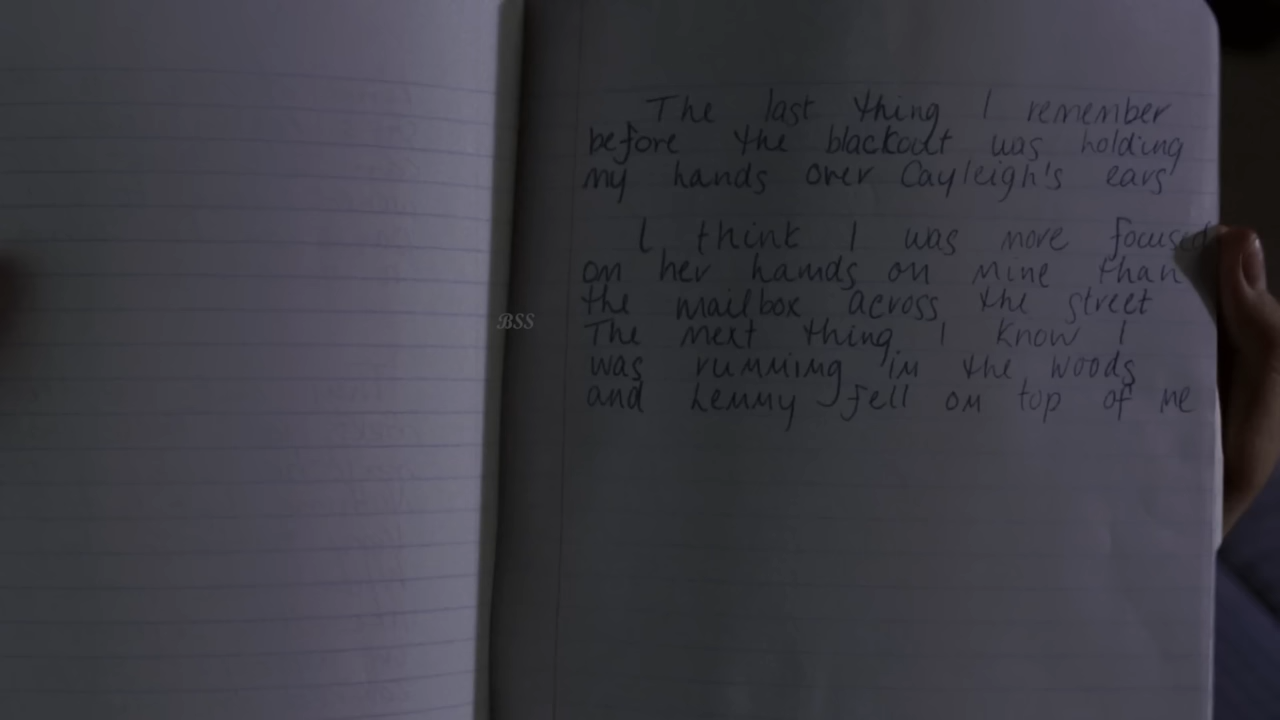 The last thing I remember
before the blackout was holding
my hands over Cayleigh's ears
I think I was more focused
on her hands on mine than
the mailbox across the street
The next thing I know I
was running in the woods
and Lemmy fell on top of me
BSS